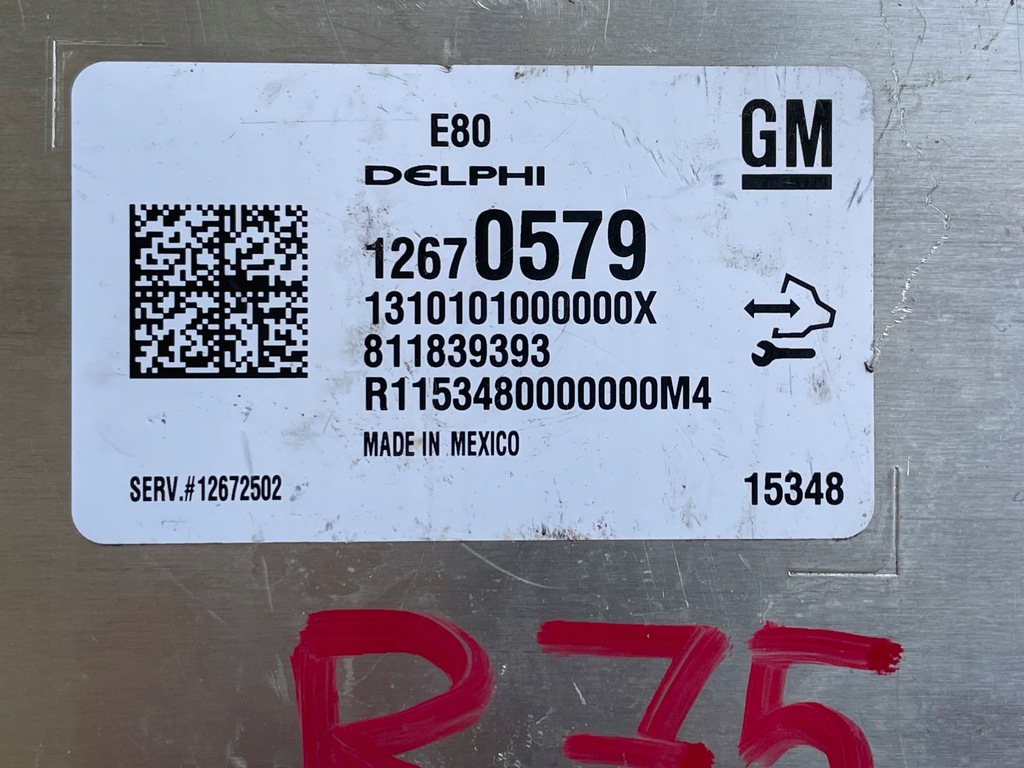 E80
GM
DELPHI
12670579
1310101000000X
811839393
R1153480000000M4
MADE IN MEXICO
SERV.#12672502
15348
R35